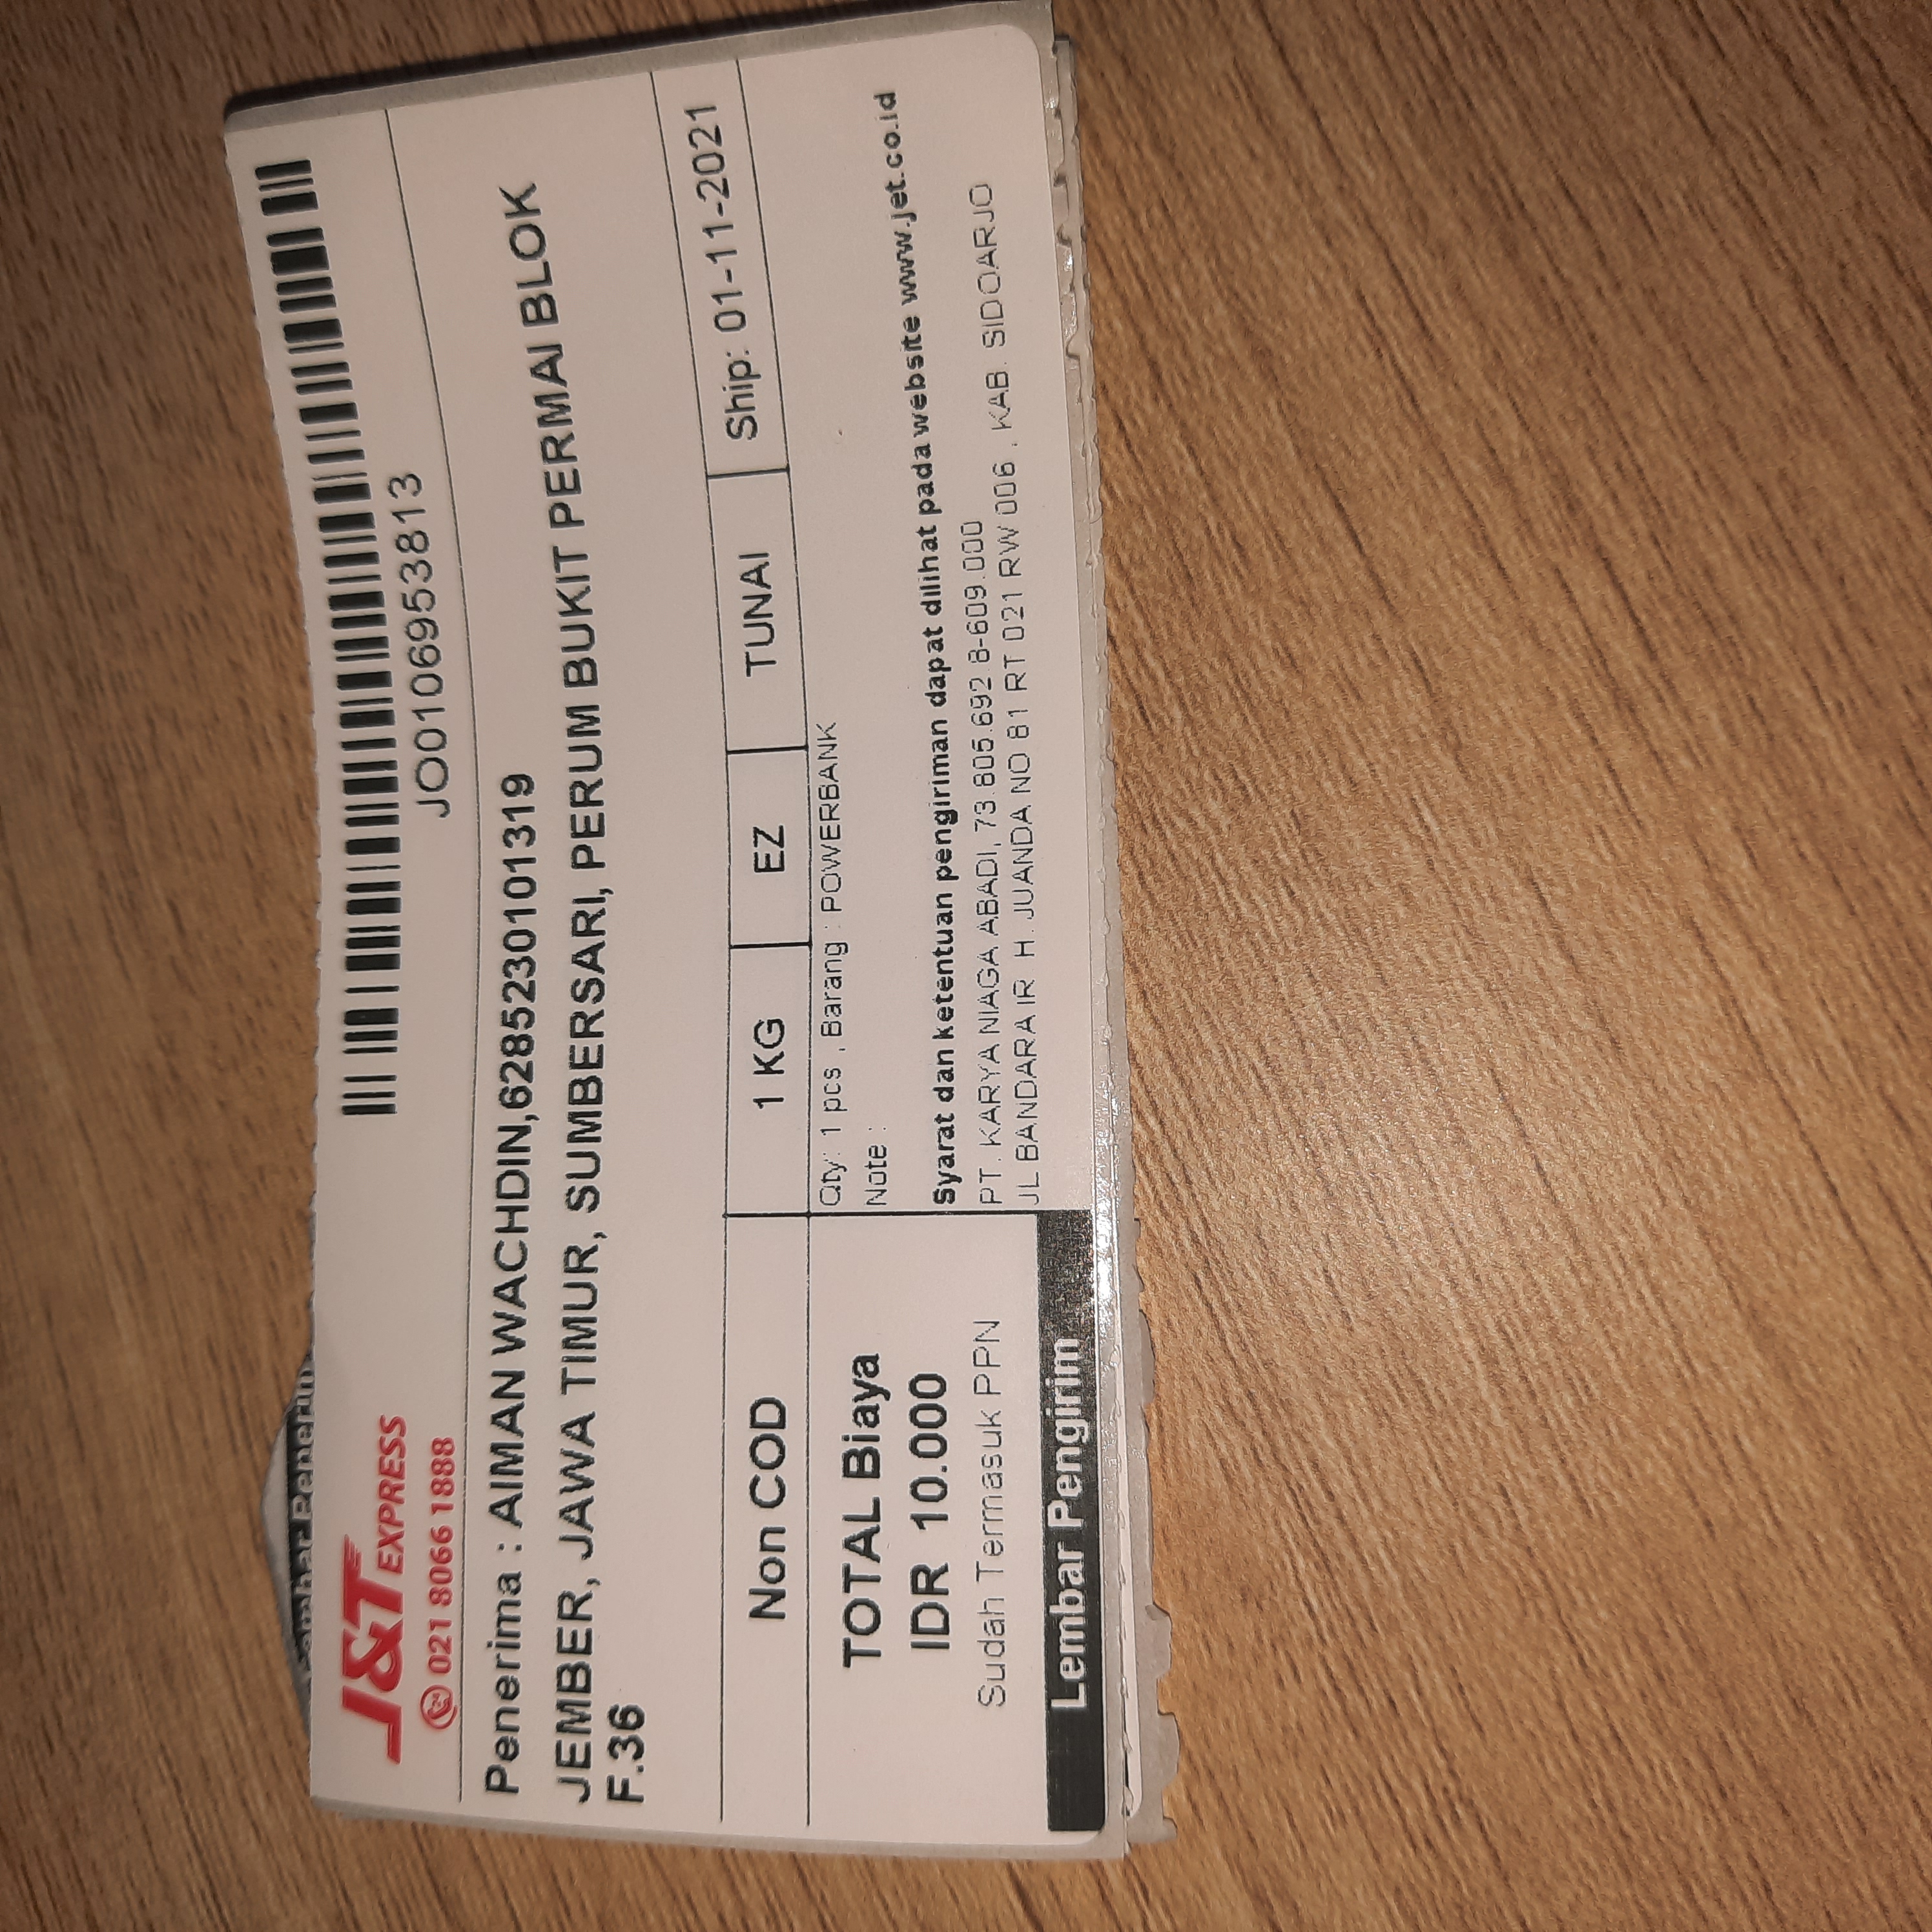 Lembar Penerim
J&T EXPRESS
021 8066 1888
JO0106953813
Penerima : AIMAN WACHDIN,6285230101319
JEMBER, JAWA TIMUR, SUMBERSARI, PERUM BUKIT PERMAI BLOK
F.36
Non COD
1 KG
EZ
TUNAI
Ship: 01-11-2021
TOTAL Biaya
IDR 10.000
Sudah Termasuk PPN
Lembar Pengirim
Qty: 1 pcs , Barang : POWERBANK
Note :
Syarat dan ketentuan pengiriman dapat dilihat pada website www.jet.co.id
PT. KARYA NIAGA ABADI, 73.805.692 8-609.000
JL BANDARA IR H. JUANDA NO 81 RT 021 RW 006 , KAB. SIDOARJO